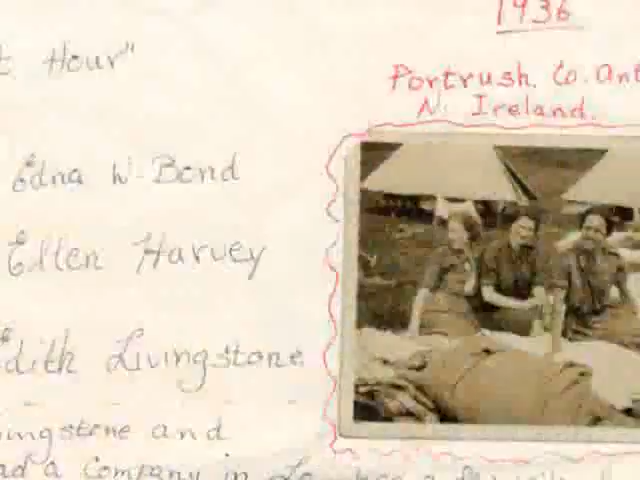 1936
Hour"
Portrush. Co. Ant
N. Ireland.
Edna W. Bond
Ellen Harvey
Edith Livingstone
ingstone and
a Company in